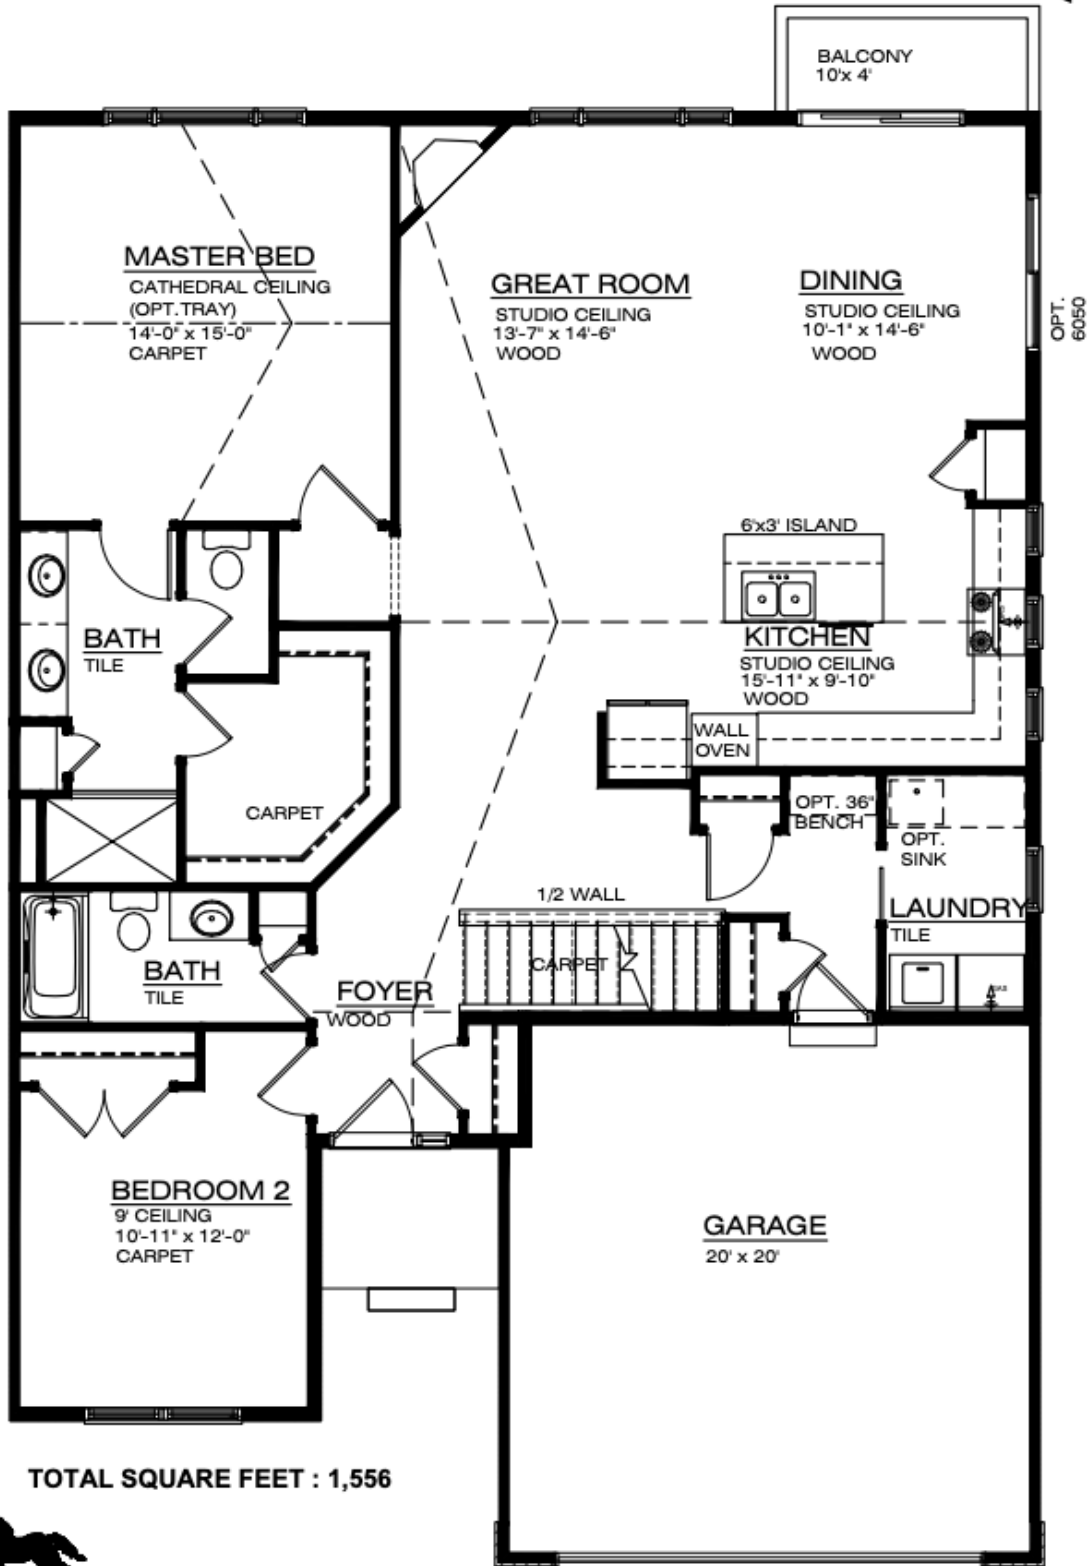 BALCONY
10'x 4'
MASTER BED
CATHEDRAL CEILING
(OPT.TRAY)
14'-0" x 15'-0"
CARPET
GREAT ROOM
STUDIO CEILING
13'-7" x 14'-6"
WOOD
DINING
STUDIO CEILING
10'-1" x 14'-6"
WOOD
OPT.
6050
6'x3' ISLAND
KITCHEN
STUDIO CEILING
15'-11" x 9'-10"
WOOD
BATH
TILE
WALL
OVEN
CARPET
OPT. 36"
BENCH
OPT.
SINK
1/2 WALL
LAUNDRY
TILE
CARPET
BATH
TILE
FOYER
WOOD
GAS
BEDROOM 2
9' CEILING
10'-11" x 12'-0"
CARPET
GARAGE
20' x 20'
TOTAL SQUARE FEET : 1,556